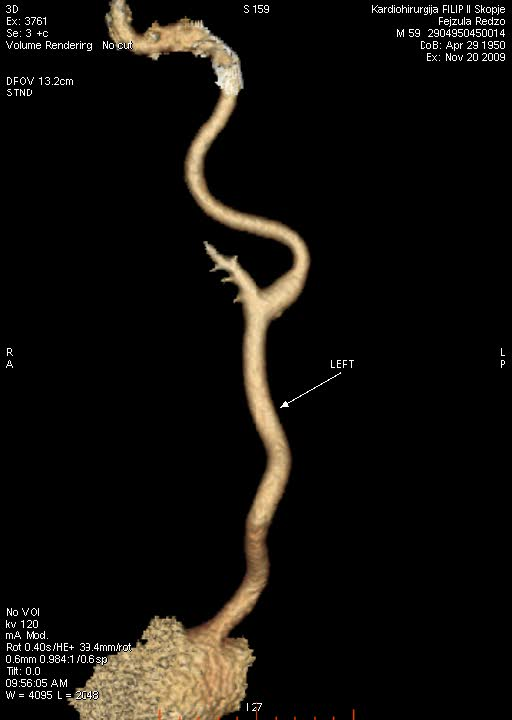 3D
Ex: 3761
Se: 3 +c
Volume Rendering No cut
DFOV 13.2cm
STND
S 159
Kardiohirurgija FILIP II Skopje
Fejzula Redzo
M 59 2904950450014
DoB: Apr 29 1950
Ex: Nov 20 2009
R
A
L
P
LEFT
No VOI
kv 120
mA Mod.
Rot 0.40s/HE+ 39.4mm/rot
0.6mm 0.984:1/0.6sp
Tilt: 0.0
09:56:05 AM
W = 4095 L = 2048
I 27